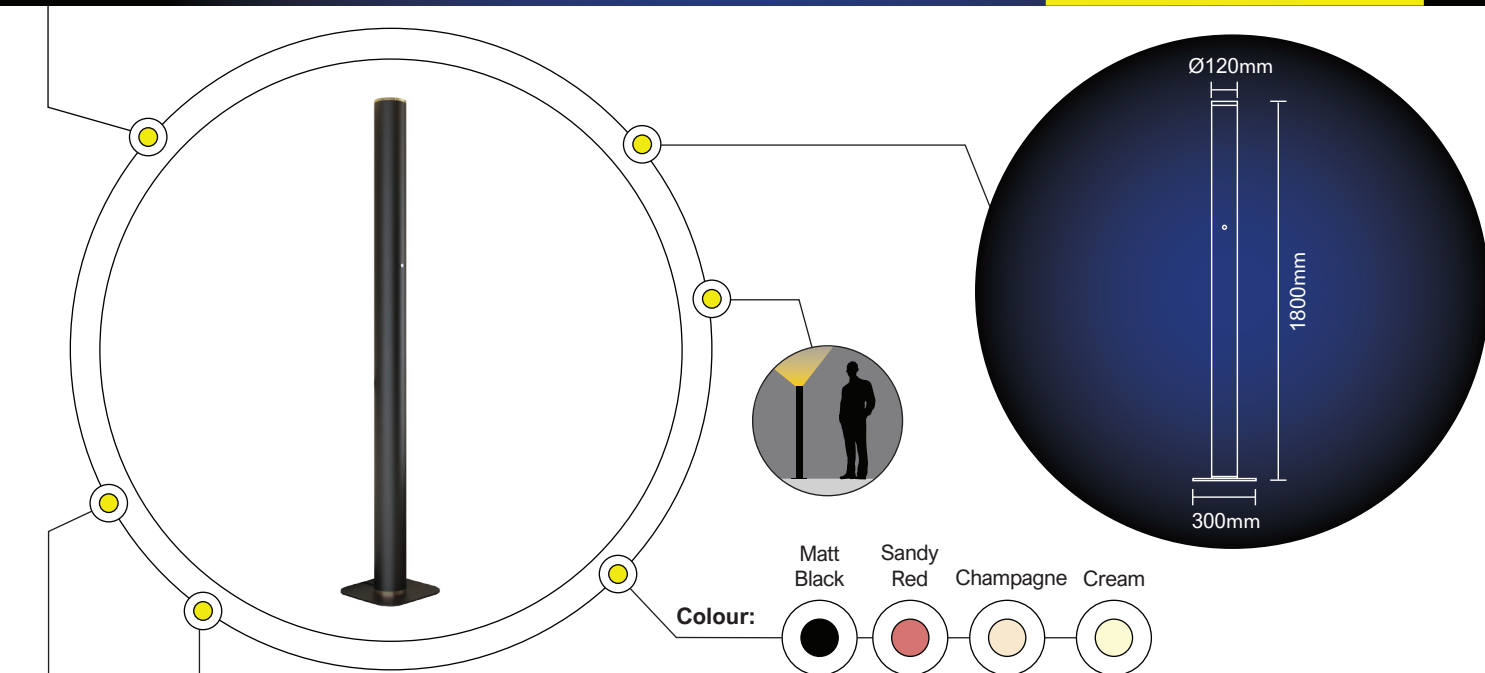 Ø120mm
1800mm
300mm
Matt
Black
Sandy
Red
Champagne
Cream
Colour: